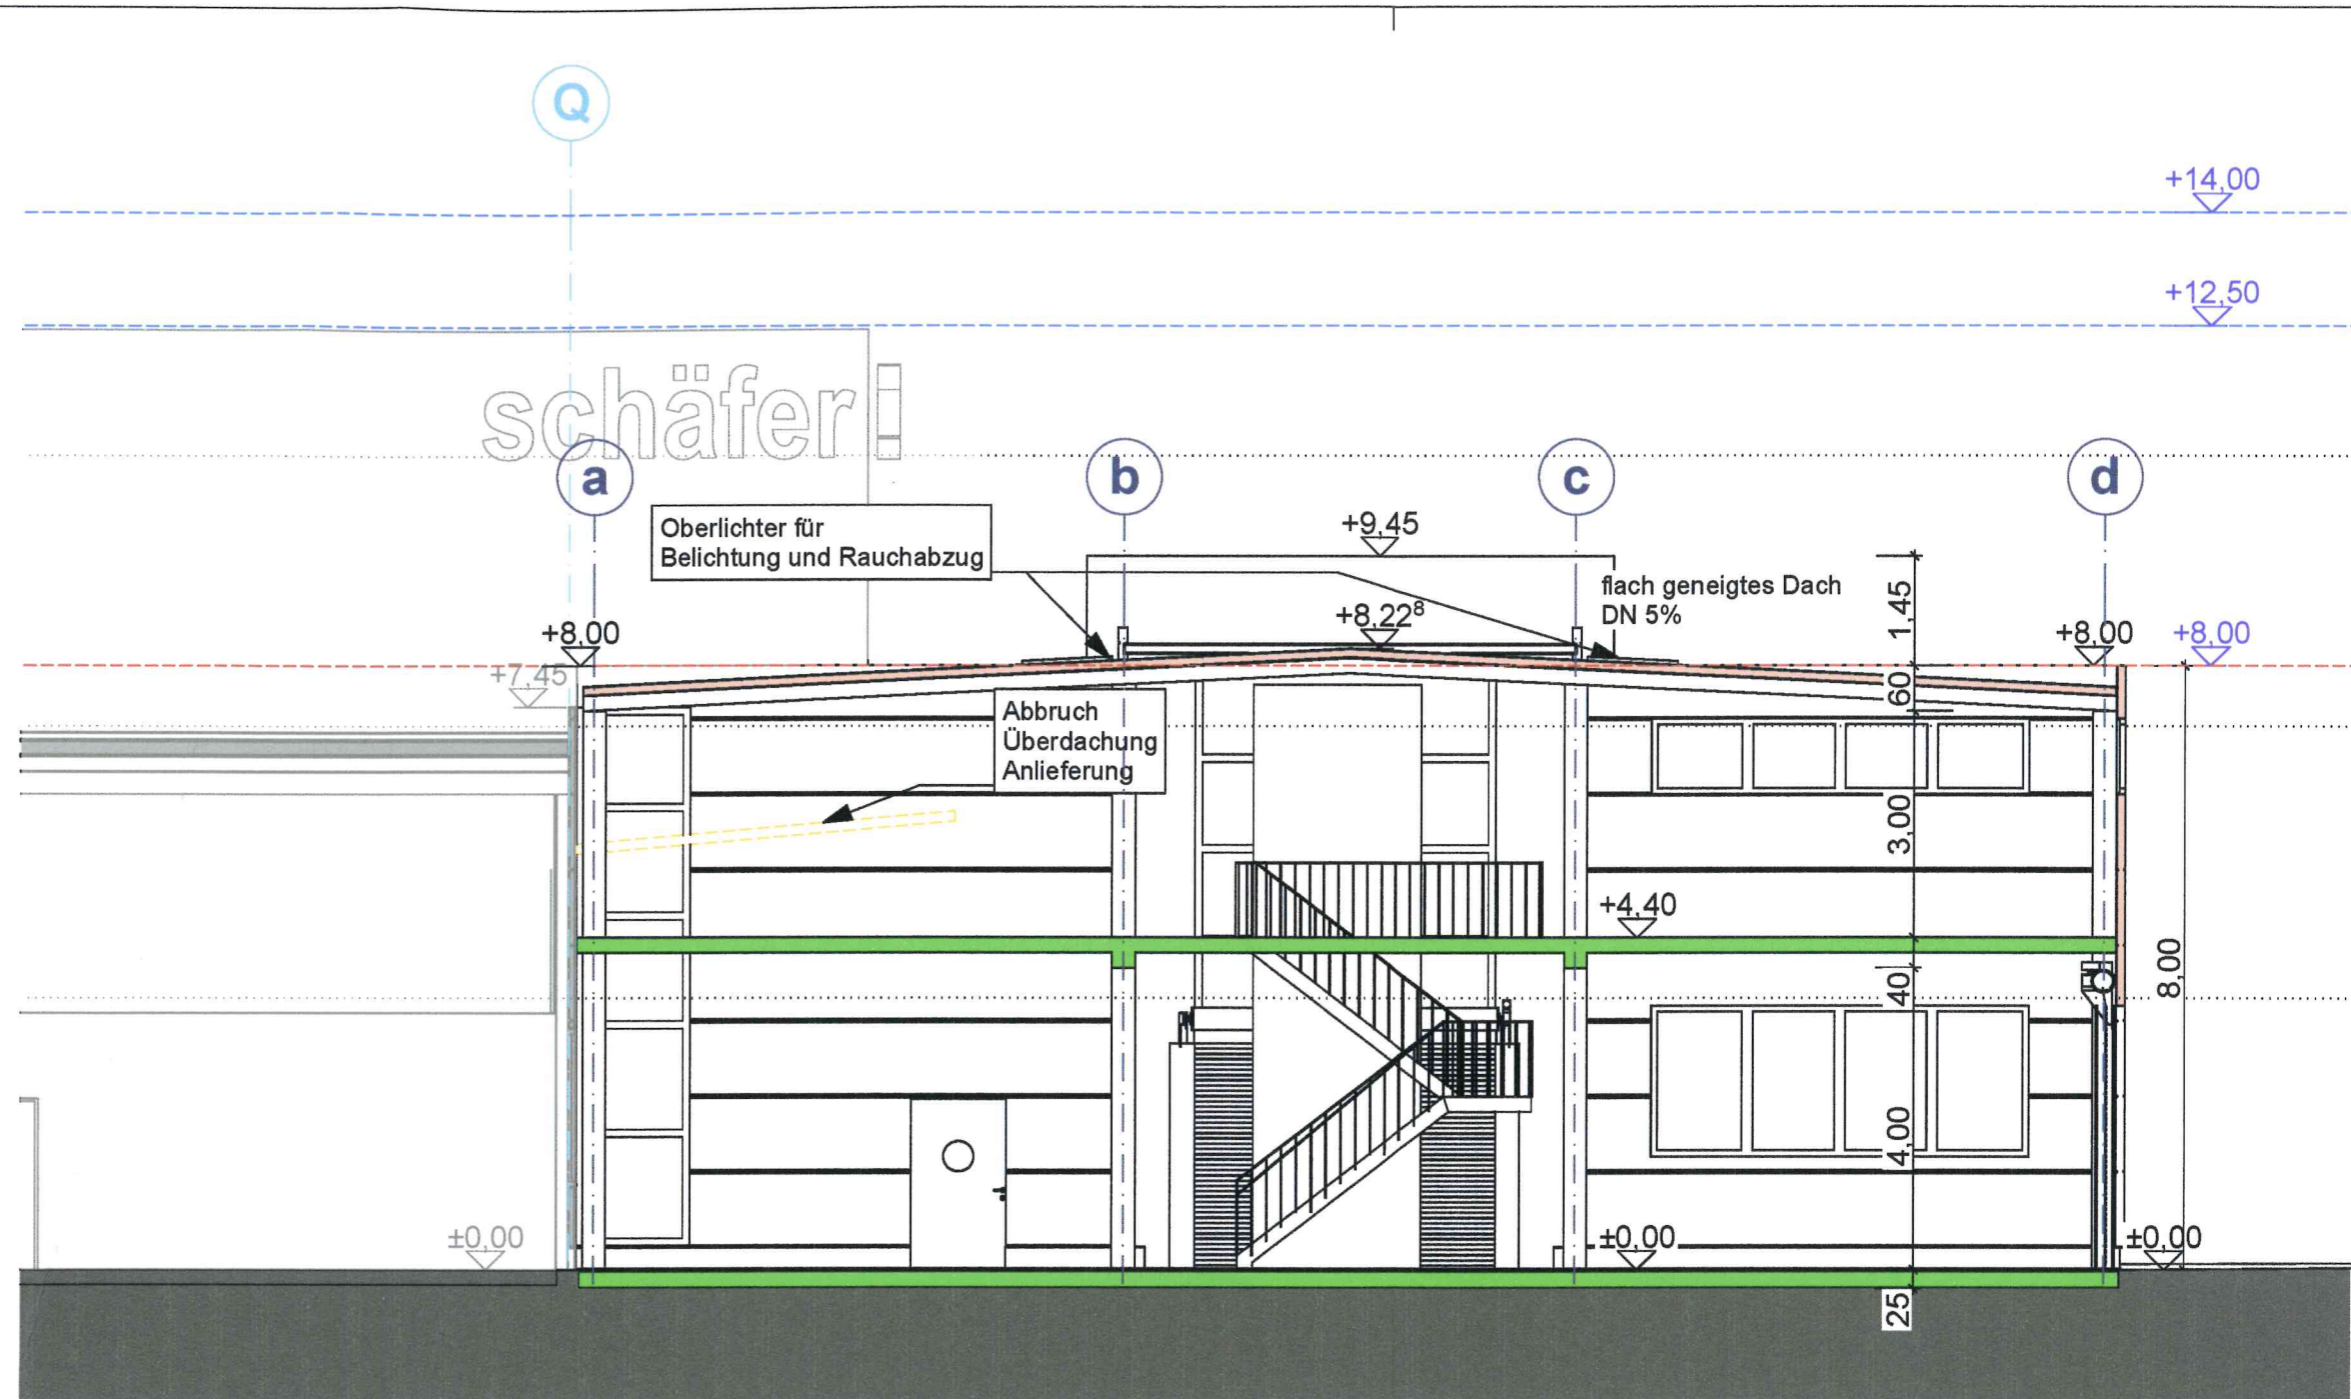 Q
+14,00
+12,50
schäfer!
a
b
c
d
Oberlichter für
Belichtung und Rauchabzug
+9,45
flach geneigtes Dach
DN 5%
1,45
+8,22⁸
+8,00
+8,00
+8,00
+7,45
60
Abbruch
Überdachung
Anlieferung
3,00
+4,40
8,00
40
4,00
±0,00
±0,00
±0,00
25